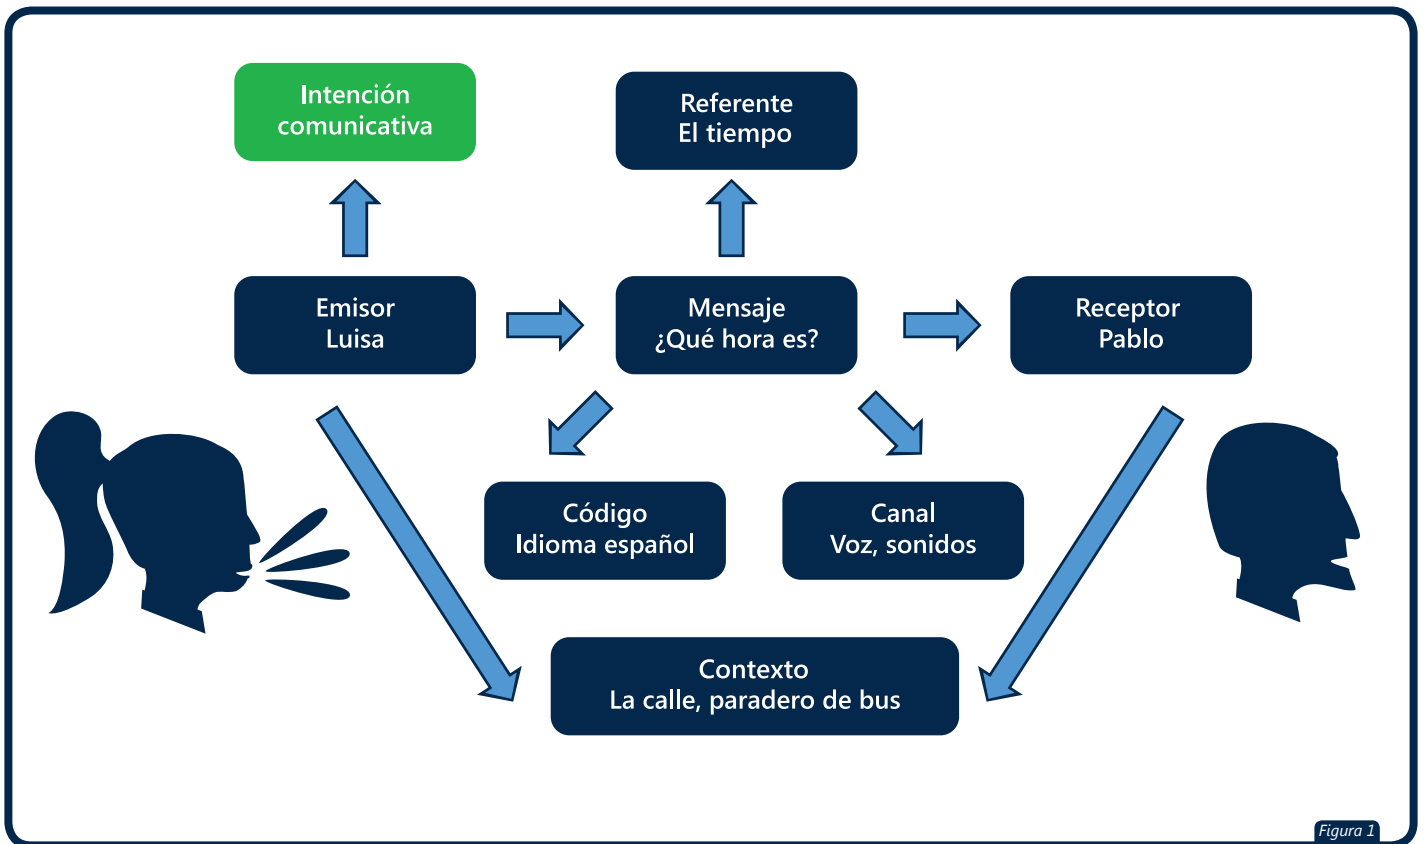 Intención
comunicativa
Referente
El tiempo
Emisor
Luisa
Mensaje
¿Qué hora es?
Receptor
Pablo
Código
Idioma español
Canal
Voz, sonidos
Contexto
La calle, paradero de bus
Figura 1